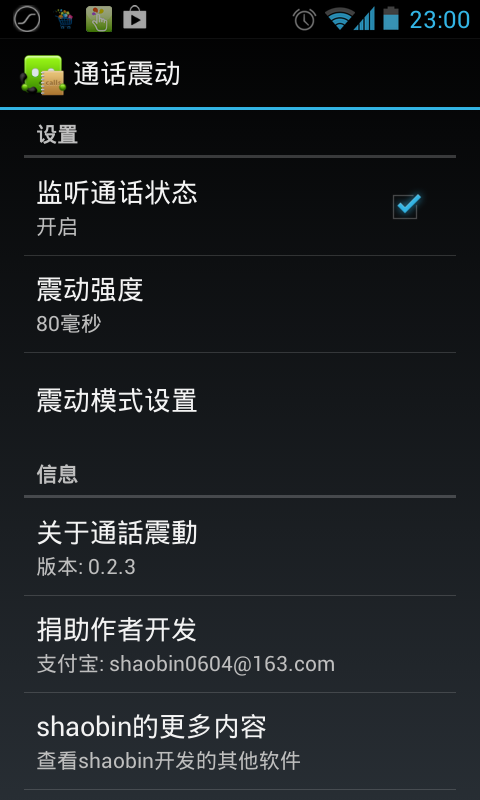 23:00
通话震动
设置
监听通话状态
开启
震动强度
80毫秒
震动模式设置
信息
关于通話震動
版本: 0.2.3
捐助作者开发
支付宝: shaobin0604@163.com
shaobin的更多内容
查看shaobin开发的其他软件